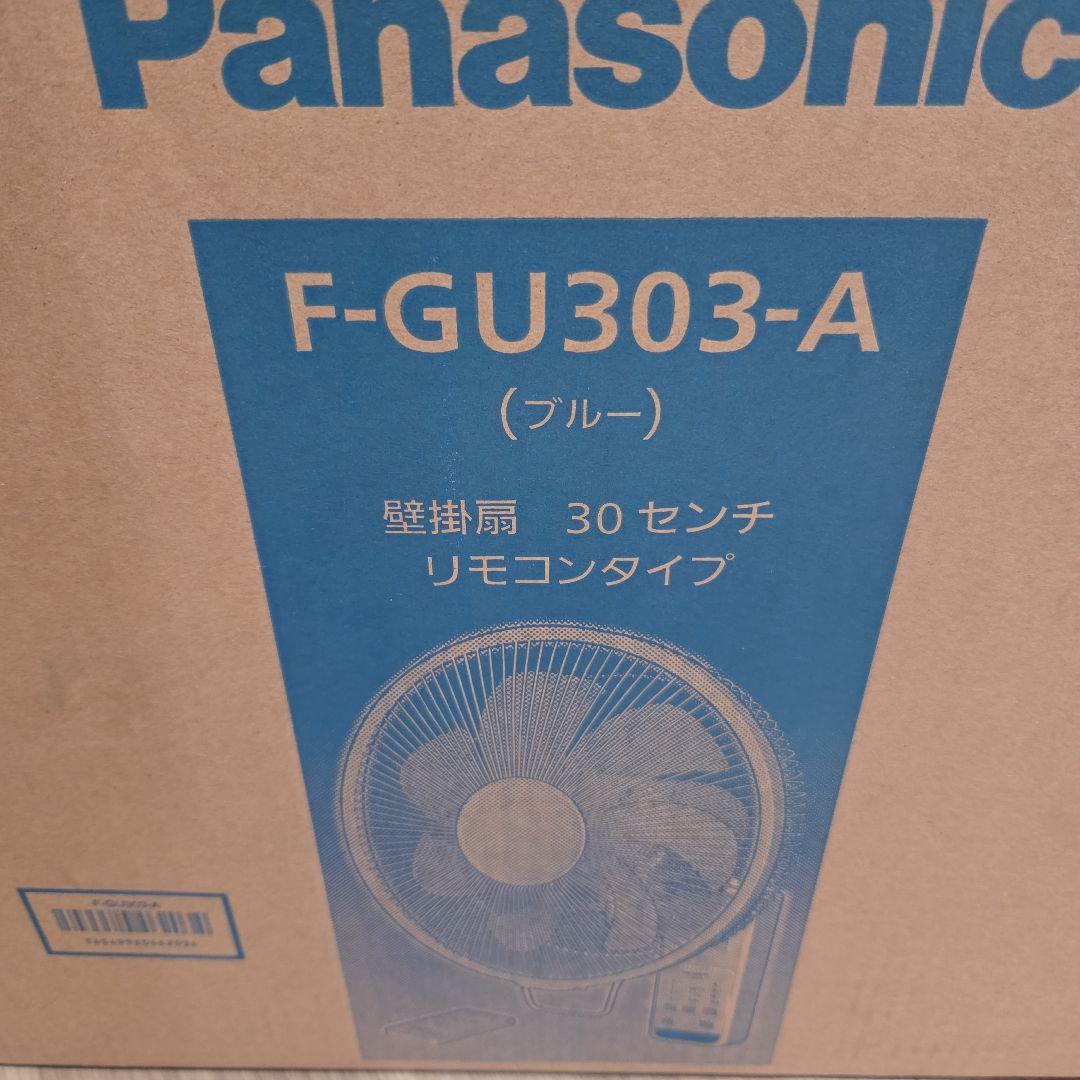 Panasonic
F-GU303-A
(ブルー)
壁掛扇 30センチ
リモコンタイプ
F-GU303-A